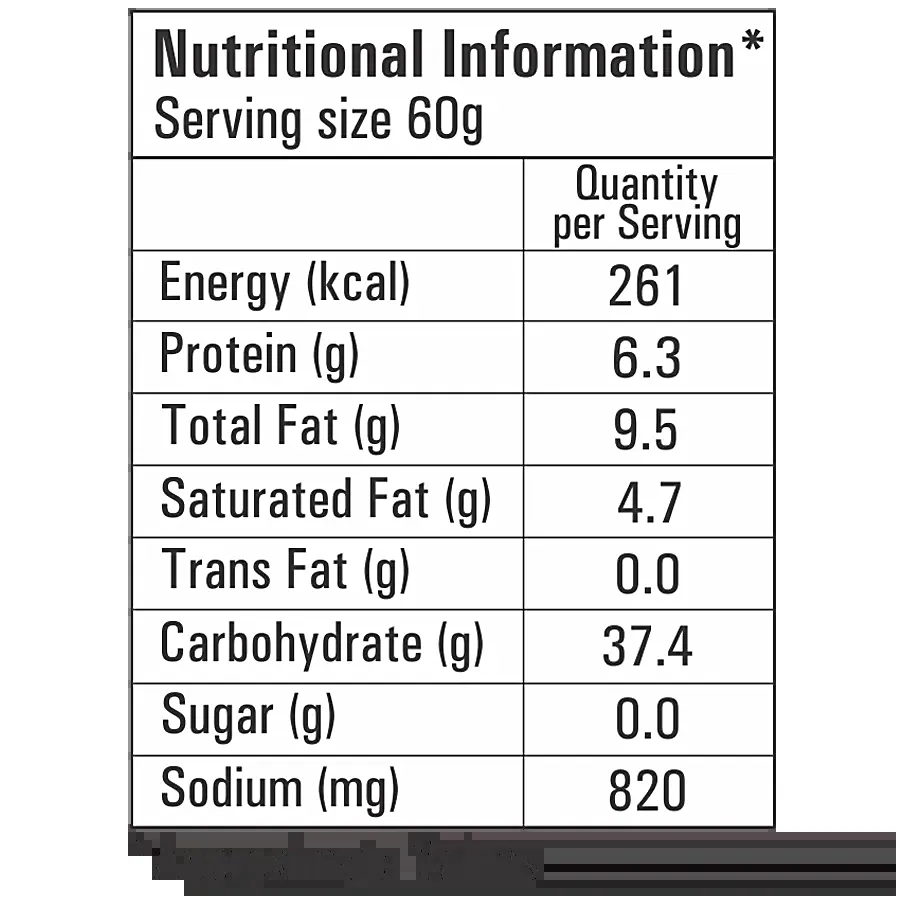 Nutritional Information*
Serving size 60g
Quantity
per Serving
Energy (kcal) 261
Protein (g) 6.3
Total Fat (g) 9.5
Saturated Fat (g) 4.7
Trans Fat (g) 0.0
Carbohydrate (g) 37.4
Sugar (g) 0.0
Sodium (mg) 820